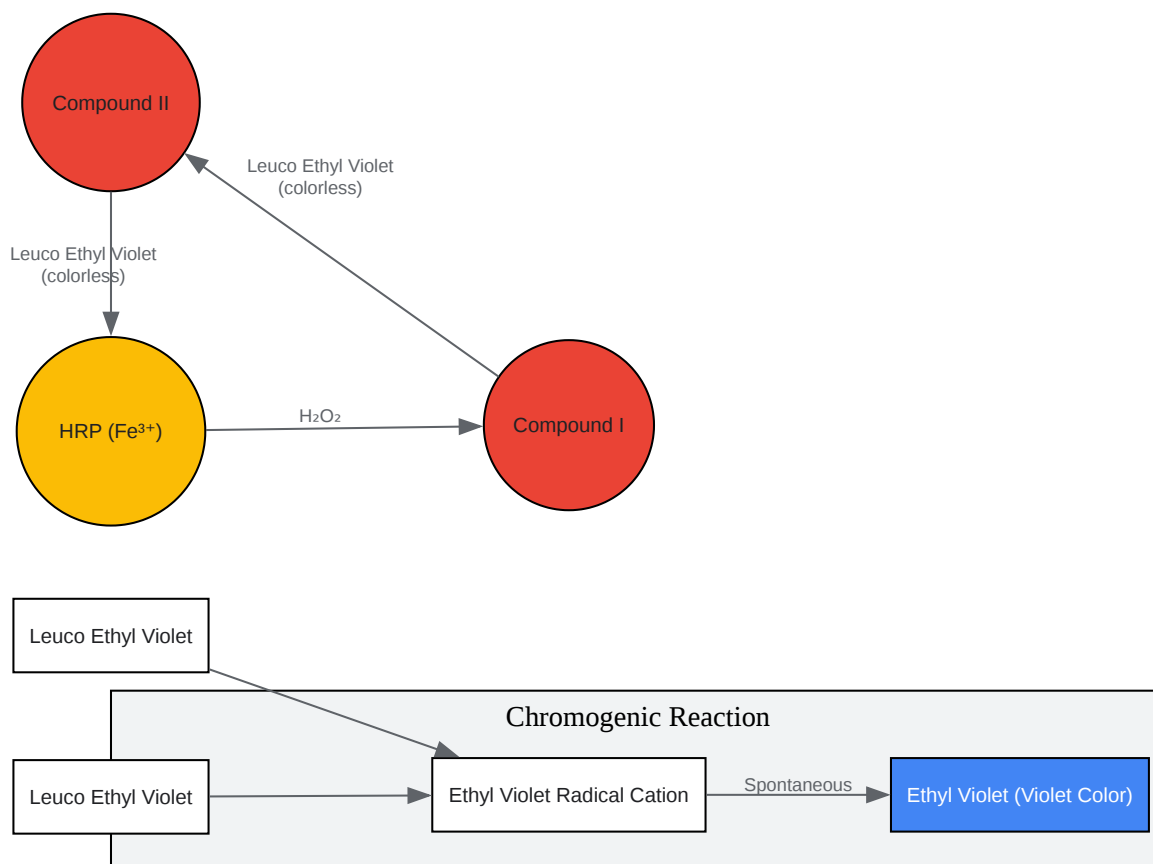 Compound II
Leuco Ethyl Violet
(colorless)
Leuco Ethyl Violet
(colorless)
HRP (Fe³⁺)
H₂O₂
Compound I
Leuco Ethyl Violet
Chromogenic Reaction
Leuco Ethyl Violet
Ethyl Violet Radical Cation
Spontaneous
Ethyl Violet (Violet Color)